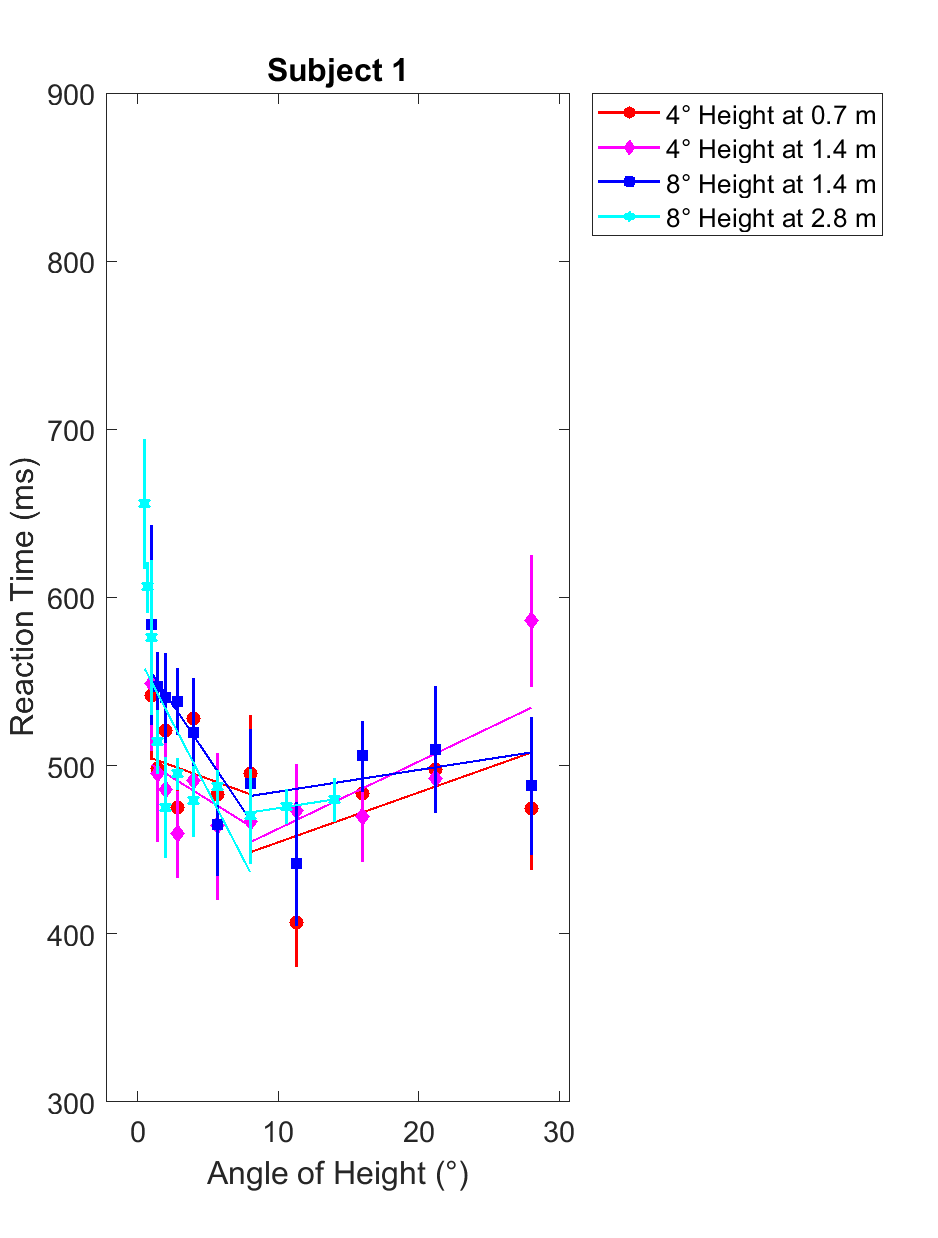 Subject 1
900
800
700
600
500
400
300
Reaction Time (ms)
0 10 20 30
Angle of Height (°)
4° Height at 0.7 m
4° Height at 1.4 m
8° Height at 1.4 m
8° Height at 2.8 m